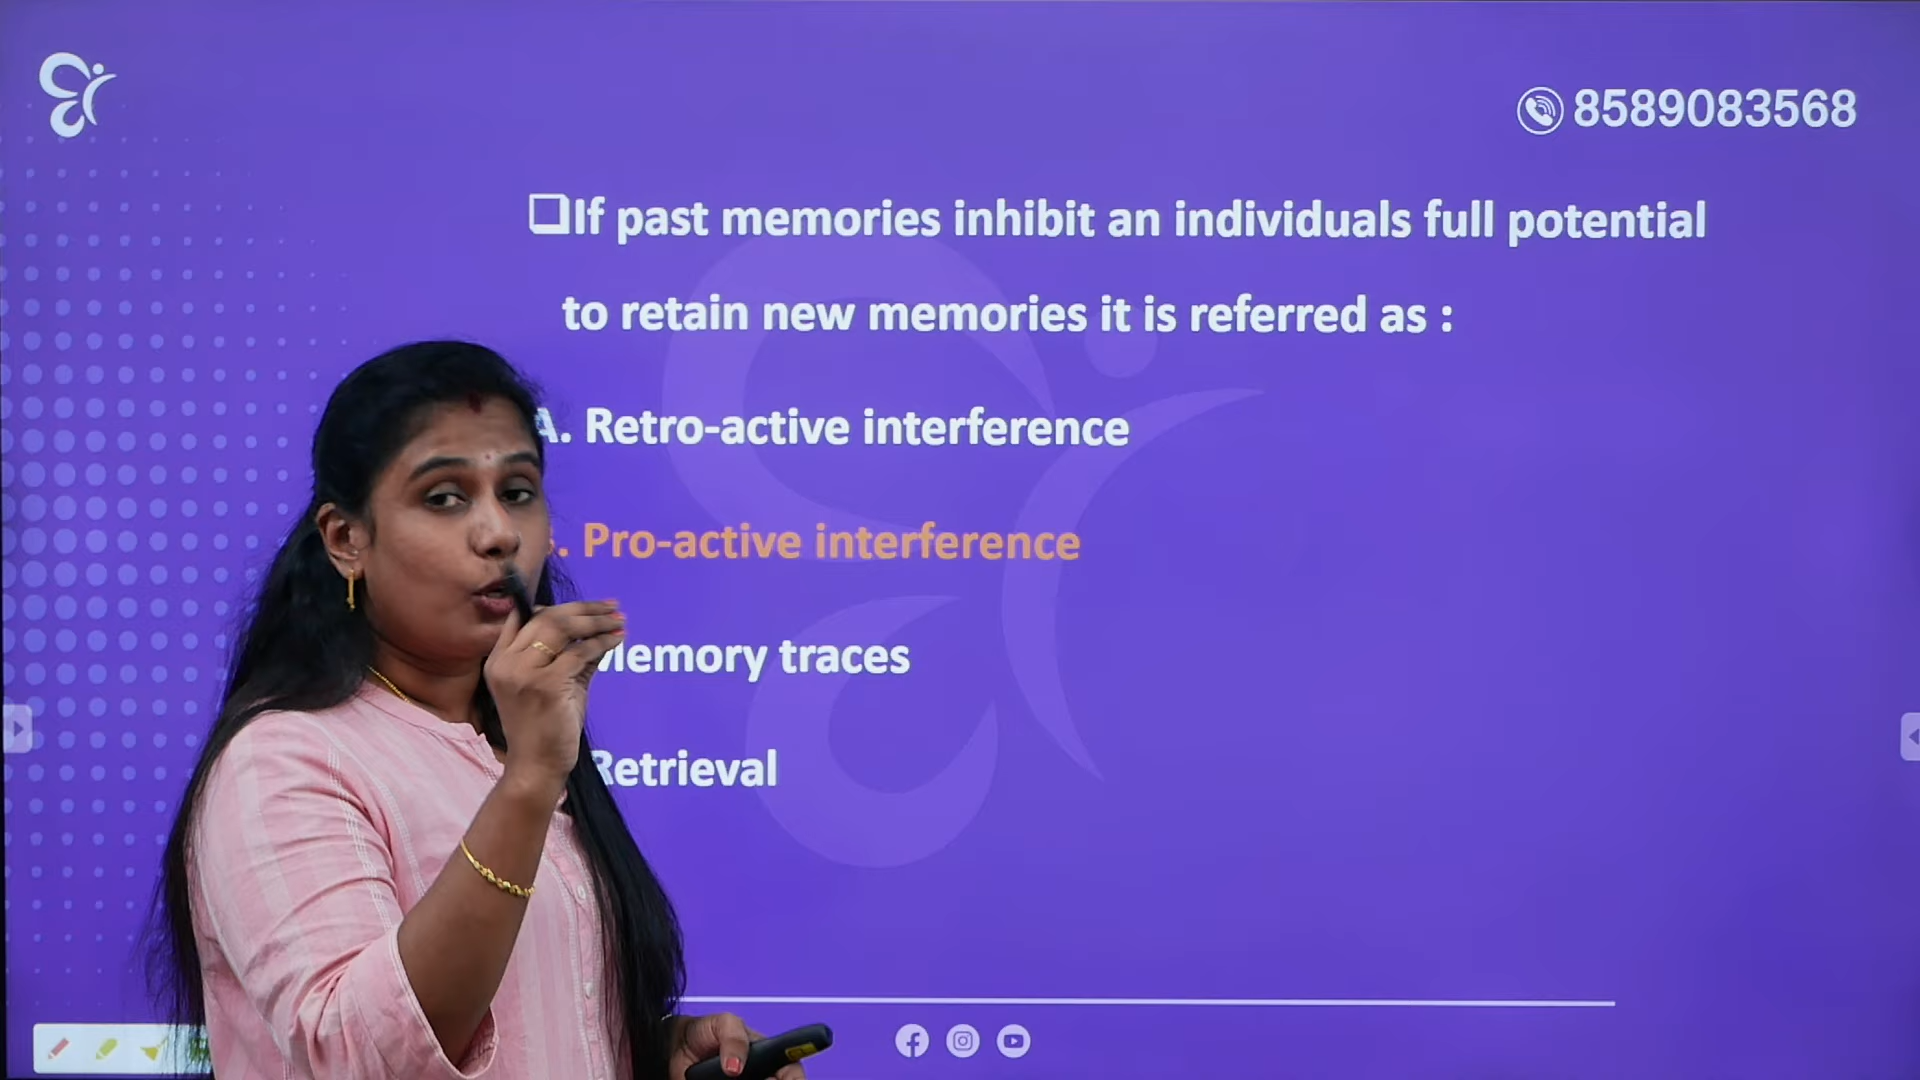 8589083568
❑If past memories inhibit an individuals full potential
to retain new memories it is referred as :
A. Retro-active interference
. Pro-active interference
Memory traces
Retrieval